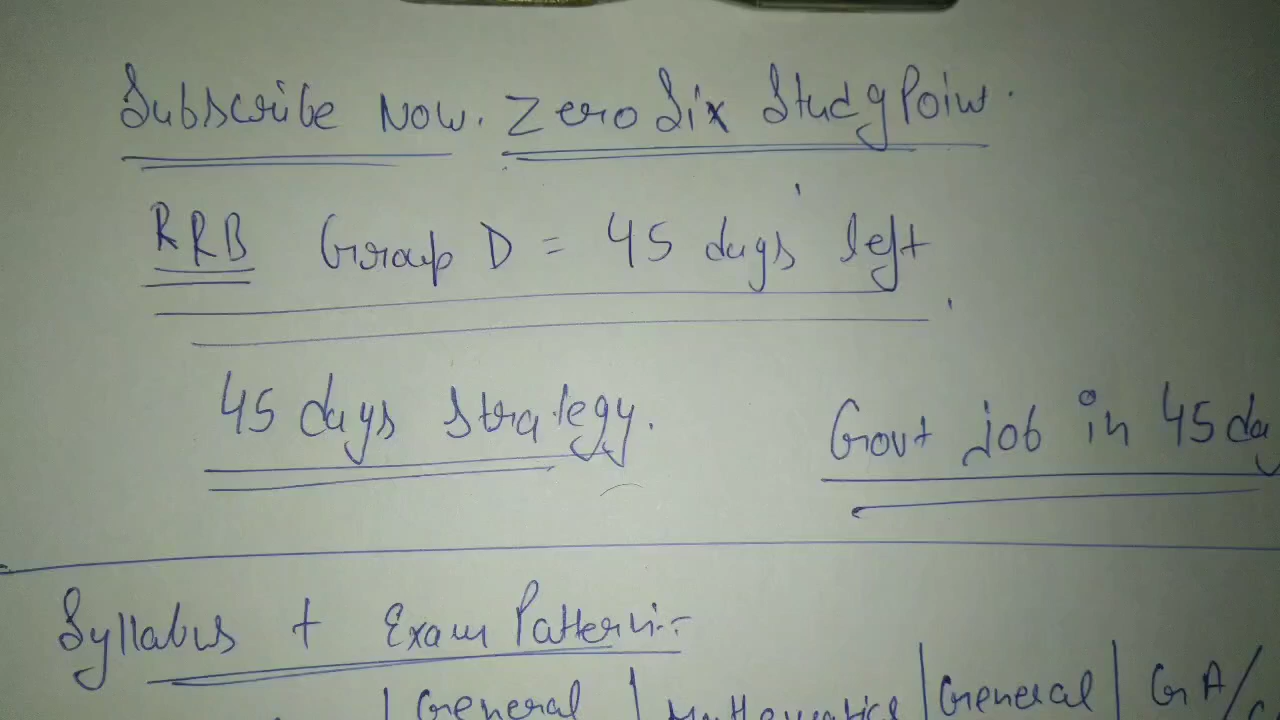 Subscribe Now. Zero Six Study Poin.
RRB Group D = 45 days left
45 days strategy.
Govt job in 45 da
Syllabus + Exam Pattern:-
| General | Mathematics | General | GA/